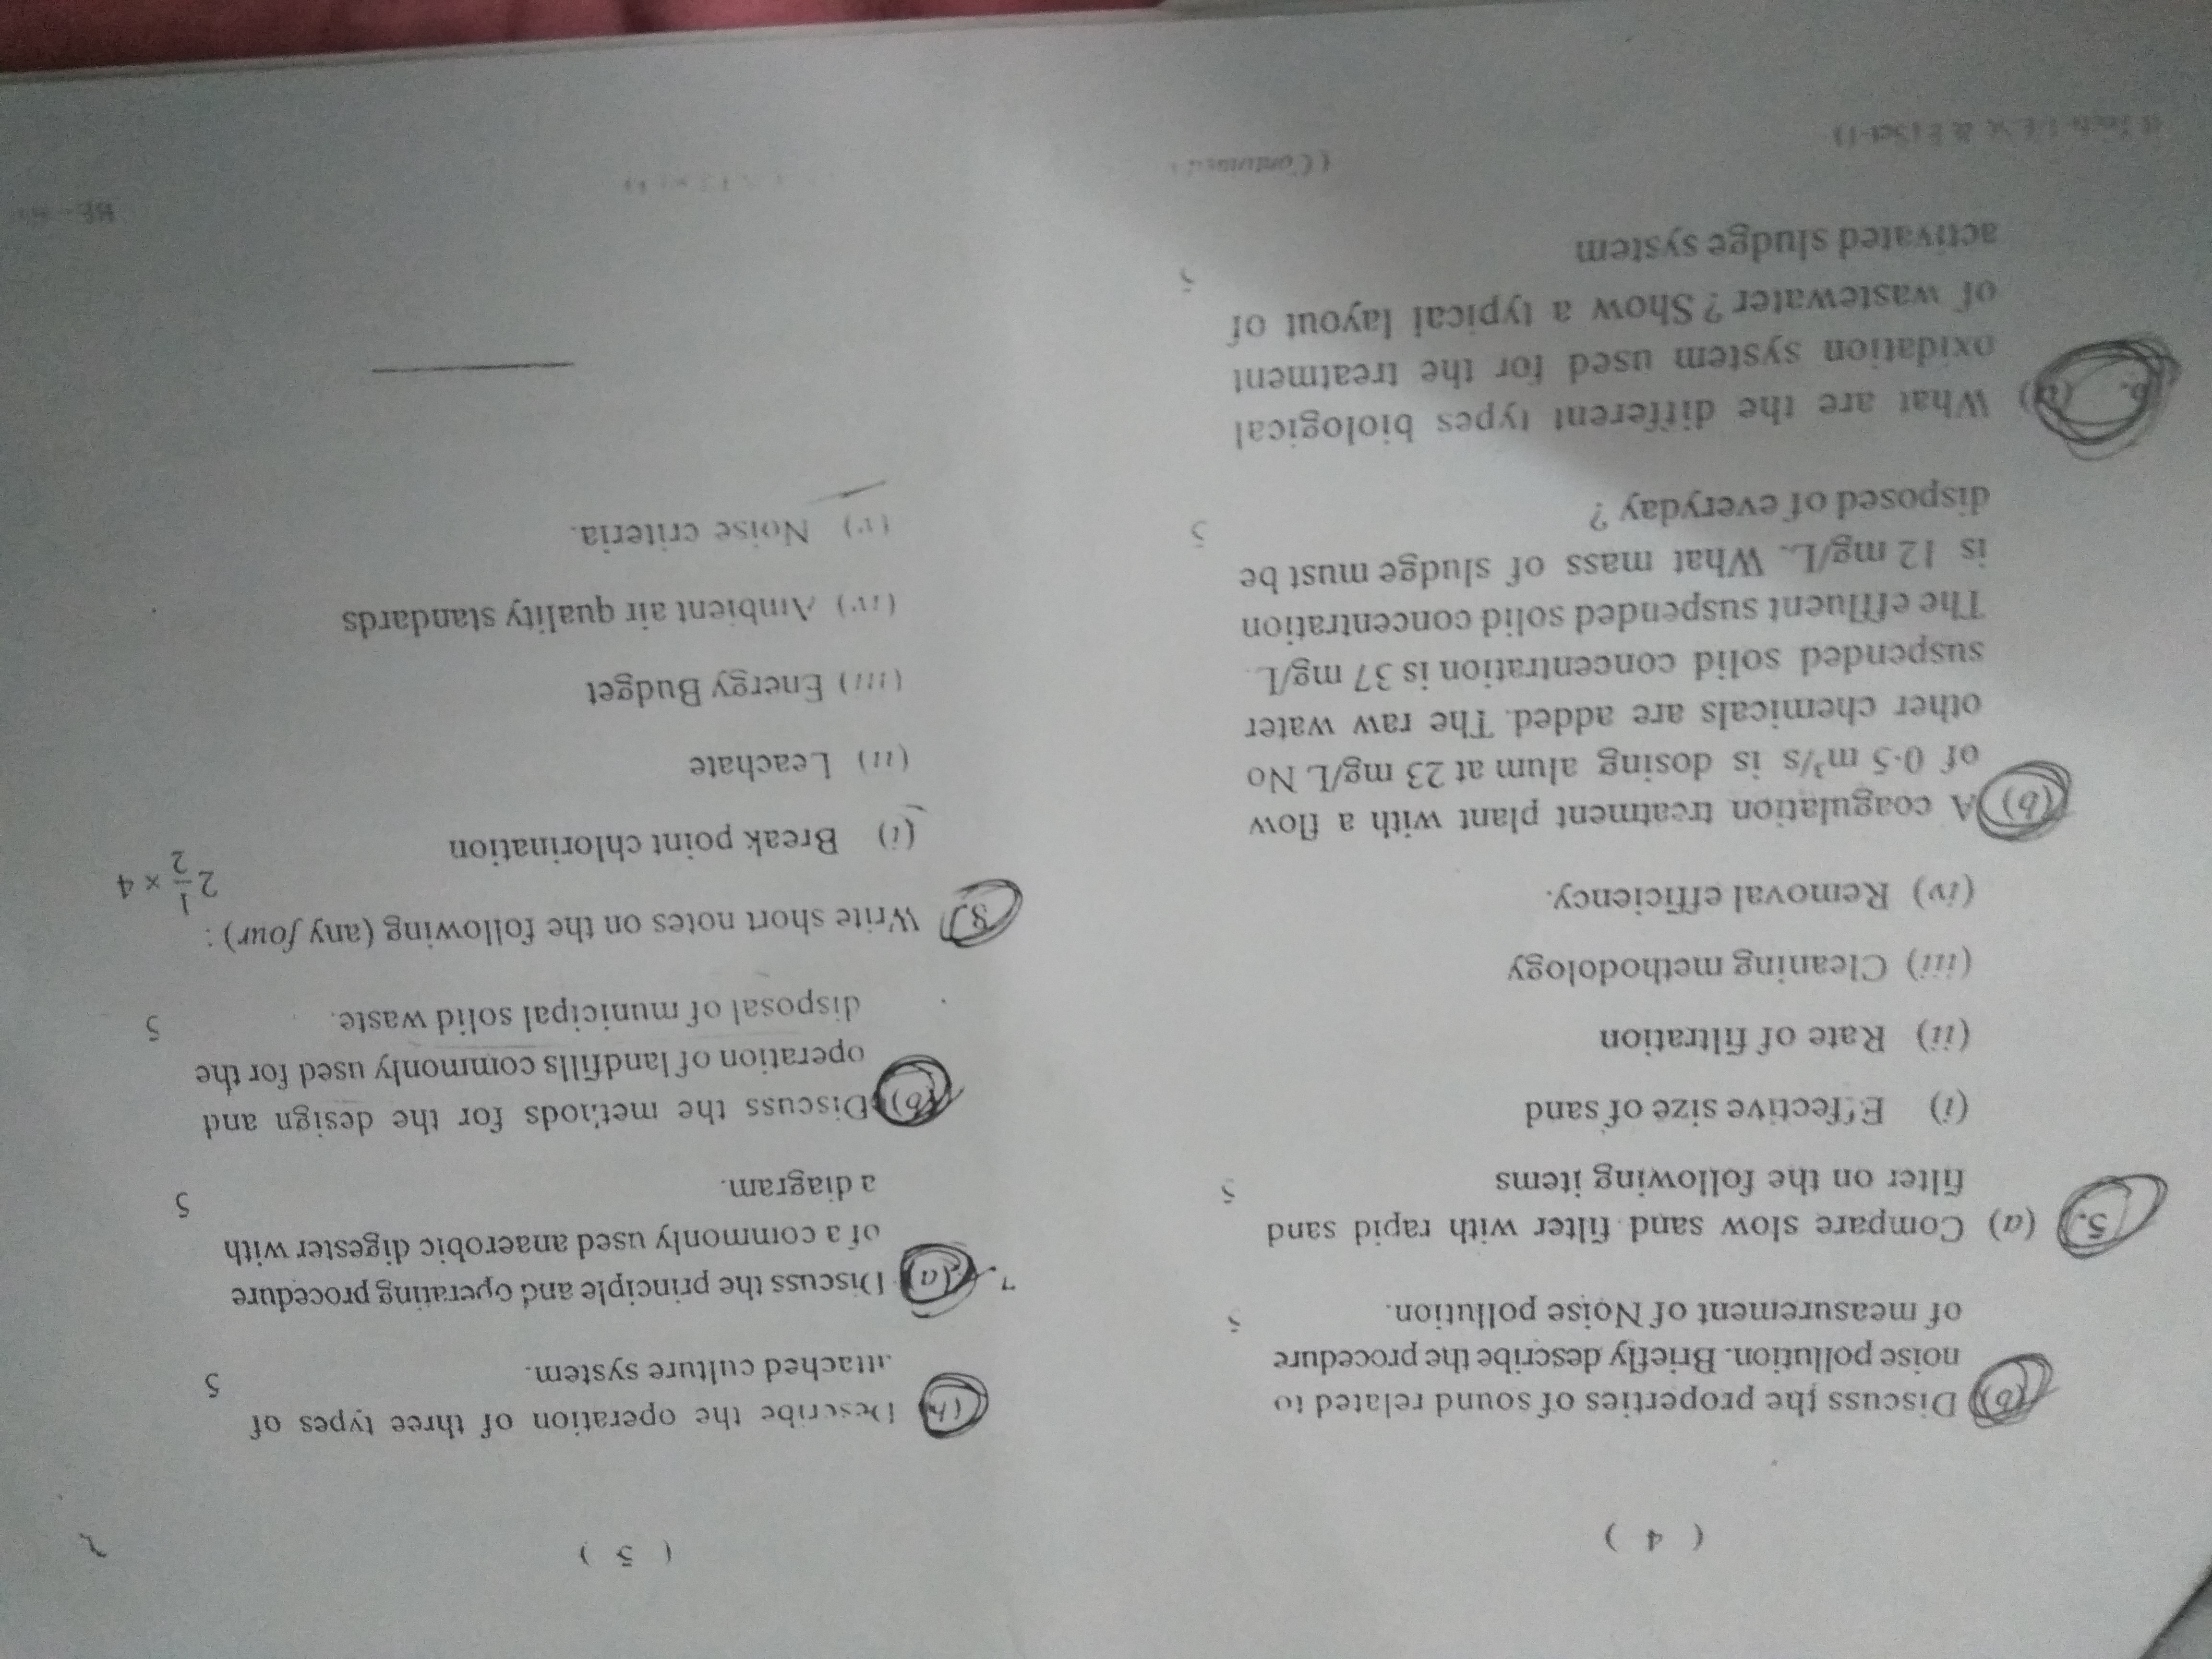 ( 4 )
(b) Discuss the properties of sound related to
noise pollution. Briefly describe the procedure
of measurement of Noise pollution. 5
5. (a) Compare slow sand filter with rapid sand
filter on the following items 5
(i) Effective size of sand
(ii) Rate of filtration
(iii) Cleaning methodology
(iv) Removal efficiency.
(b) A coagulation treatment plant with a flow
of 0·5 m³/s is dosing alum at 23 mg/L. No
other chemicals are added. The raw water
suspended solid concentration is 37 mg/L.
The effluent suspended solid concentration
is 12 mg/L. What mass of sludge must be
disposed of everyday ? 5
6. (a) What are the different types biological
oxidation system used for the treatment
of wastewater ? Show a typical layout of
activated sludge system 5
(Continued)
( 5 )
(b) Describe the operation of three types of
attached culture system. 5
7. (a) Discuss the principle and operating procedure
of a commonly used anaerobic digester with
a diagram. 5
(b) Discuss the methods for the design and
operation of landfills commonly used for the
disposal of municipal solid waste. 5
8. Write short notes on the following (any four) : 2 1/2 × 4
(i) Break point chlorination
(ii) Leachate
(iii) Energy Budget
(iv) Ambient air quality standards
(v) Noise criteria.